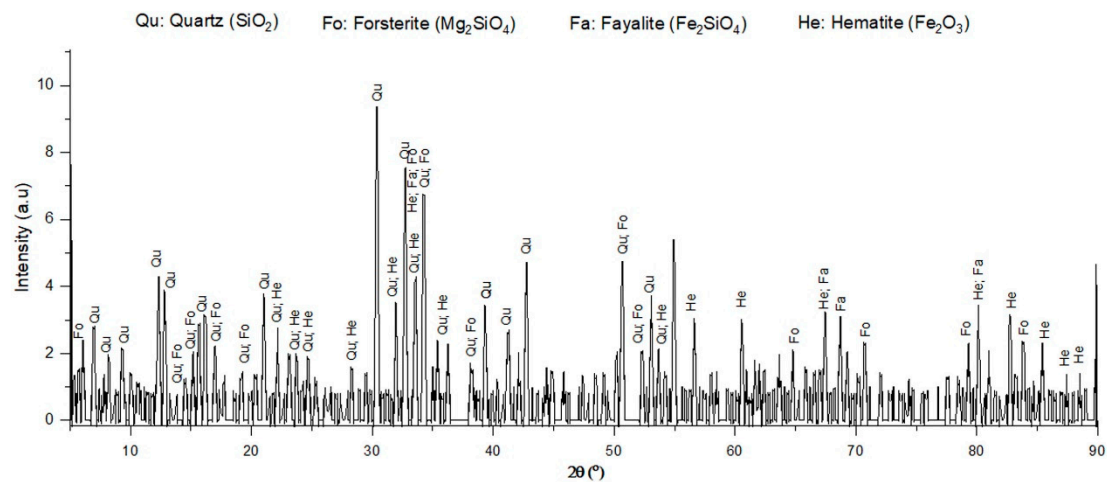 Qu: Quartz (SiO2) Fo: Forsterite (Mg2SiO4) Fa: Fayalite (Fe2SiO4) He: Hematite (Fe2O3)
Intensity (a.u)
10
8
6
4
2
0
Fo
Qu
Qu
Qu
Qu
Qu
Qu; Fo
Qu; Fo
Qu
Qu; Fo
Qu; Fo
Qu
Qu; He
Qu; He
Qu; He
Qu; He
Qu
Qu; He
Qu
He; Fa; Fo
Qu; He
Qu; Fo
Qu; He
Qu; Fo
Qu
Qu
Qu
Qu; Fo
Qu; Fo
Qu
Qu; He
He
He
Fo
He; Fa
Fa
Fo
Fo
He; Fa
He
Fo
He
He
He
10 20 30 40 50 60 70 80 90
2θ (°)